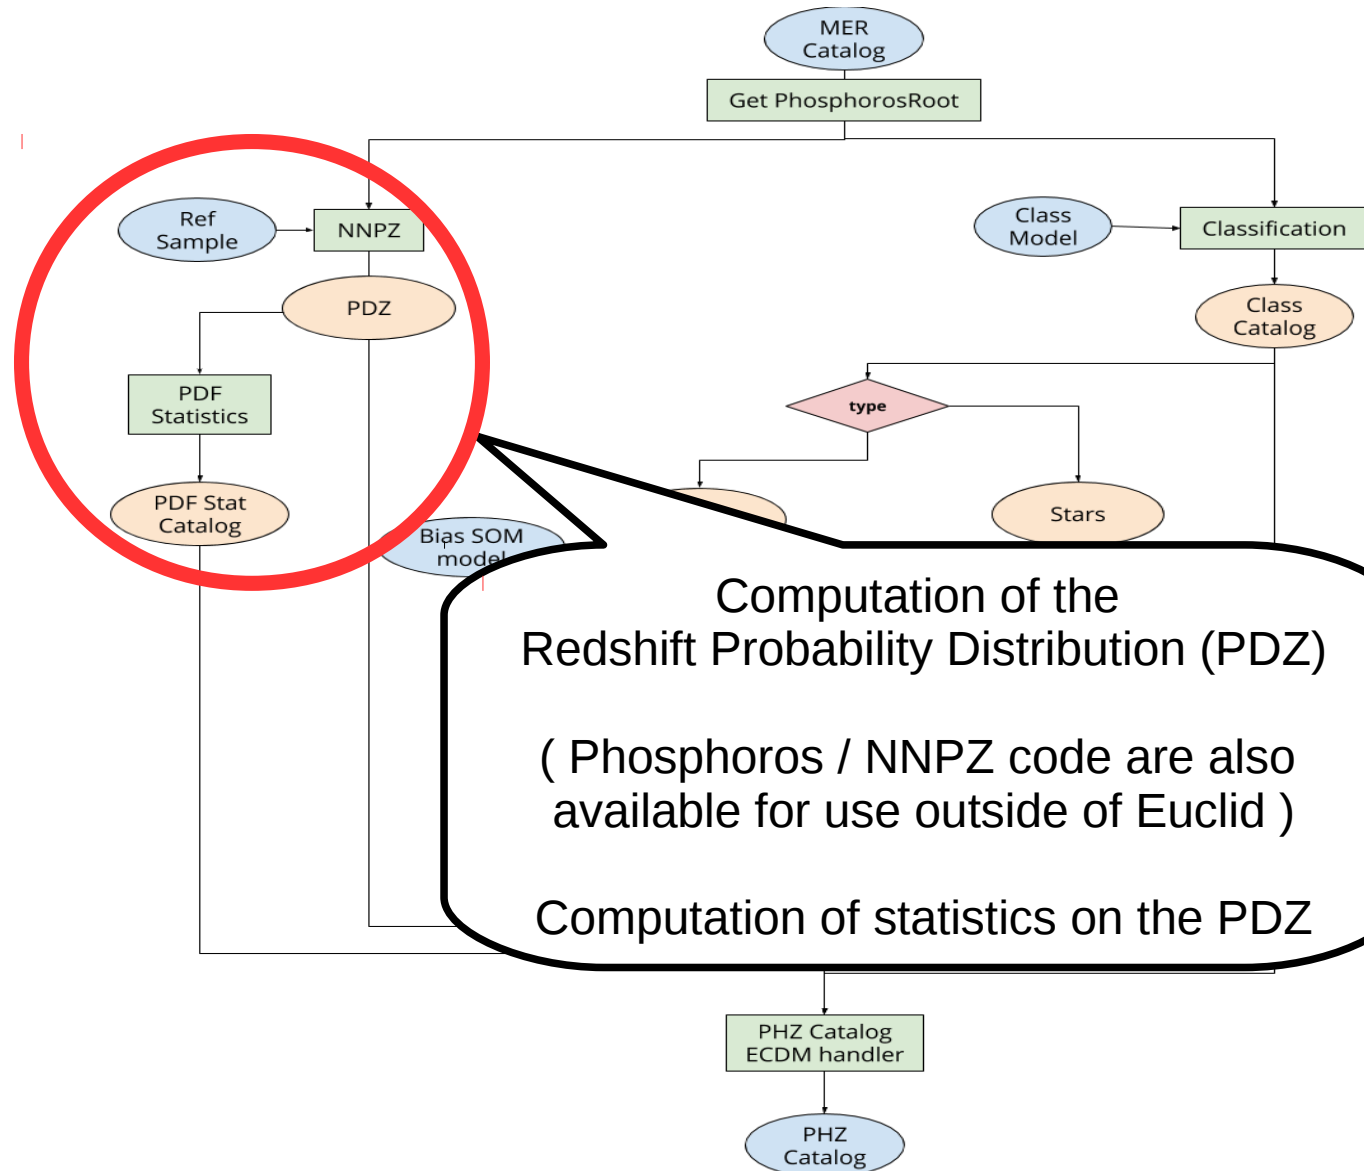 MER
Catalog
Get PhosphorosRoot
Ref
Sample
NNPZ
Class
Model
Classification
PDZ
Class
Catalog
PDF
Statistics
type
PDF Stat
Catalog
Stars
Bias SOM
model
Computation of the
Redshift Probability Distribution (PDZ)
( Phosphoros / NNPZ code are also
available for use outside of Euclid )
Computation of statistics on the PDZ
PHZ Catalog
ECDM handler
PHZ
Catalog